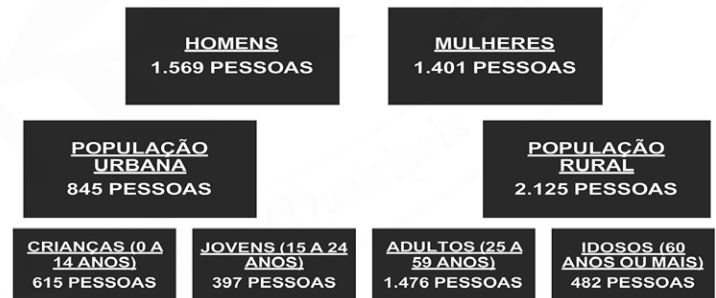 HOMENS
1.569 PESSOAS
MULHERES
1.401 PESSOAS
POPULAÇÃO
URBANA
845 PESSOAS
POPULAÇÃO
RURAL
2.125 PESSOAS
CRIANÇAS (0 A
14 ANOS)
615 PESSOAS
JOVENS (15 A 24
ANOS)
397 PESSOAS
ADULTOS (25 A
59 ANOS)
1.476 PESSOAS
IDOSOS (60
ANOS OU MAIS)
482 PESSOAS
Municipais